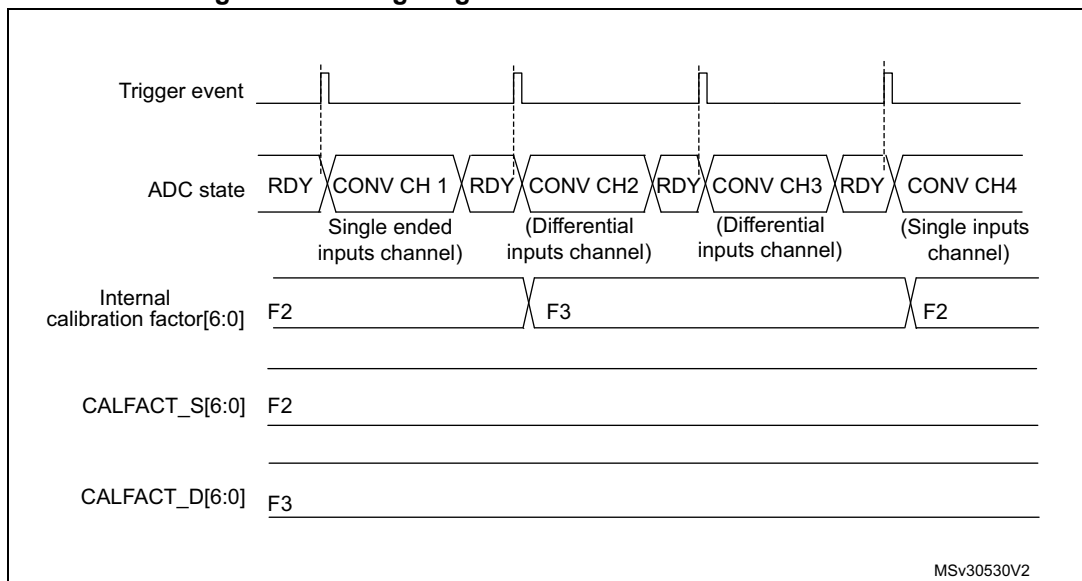 Trigger event
ADC state
RDY
CONV CH 1
RDY
CONV CH2
RDY
CONV CH3
RDY
CONV CH4
Single ended
inputs channel)
(Differential
inputs channel)
(Differential
inputs channel)
(Single inputs
channel)
Internal
calibration factor[6:0]
F2
F3
F2
CALFACT_S[6:0]
F2
CALFACT_D[6:0]
F3
MSv30530V2